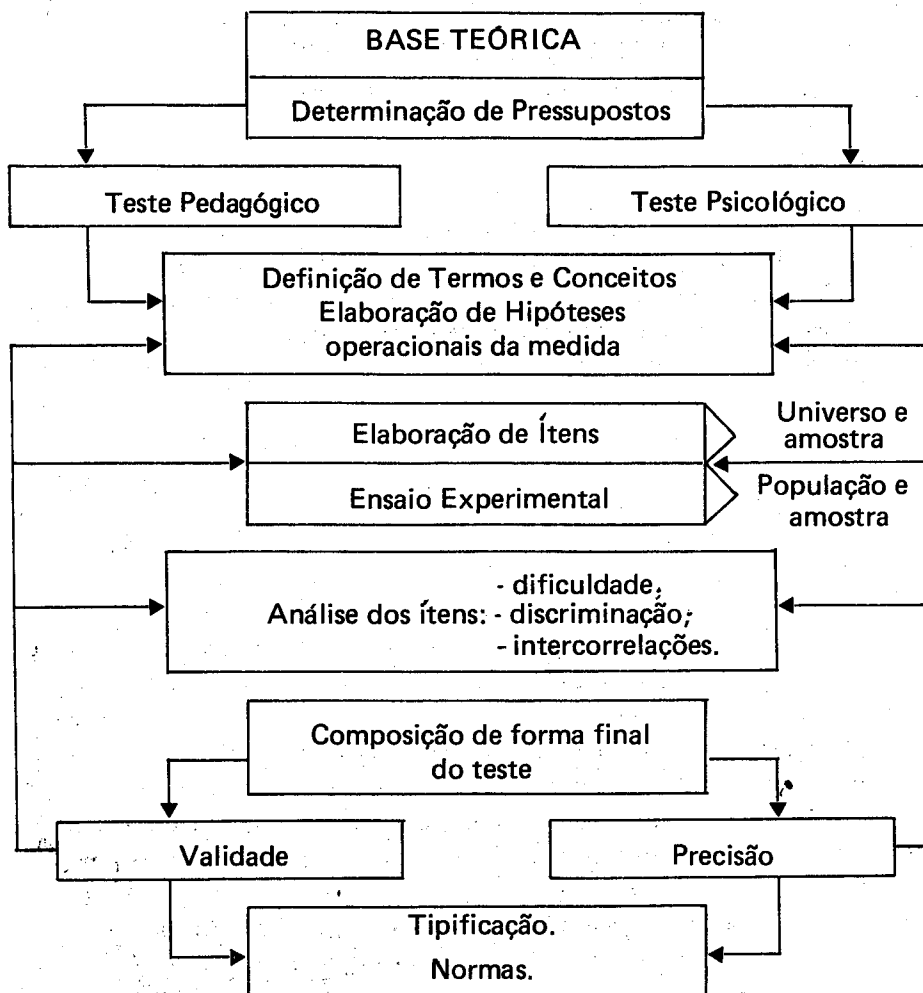 BASE TEÓRICA
Determinação de Pressupostos
Teste Pedagógico
Teste Psicológico
Definição de Termos e Conceitos
Elaboração de Hipóteses
operacionais da medida
Elaboração de Ítens
Universo e
amostra
Ensaio Experimental
População e
amostra
- dificuldade,
Análise dos ítens: - discriminação;
- intercorrelações.
Composição de forma final
do teste
Validade
Precisão
Tipificação.
Normas.